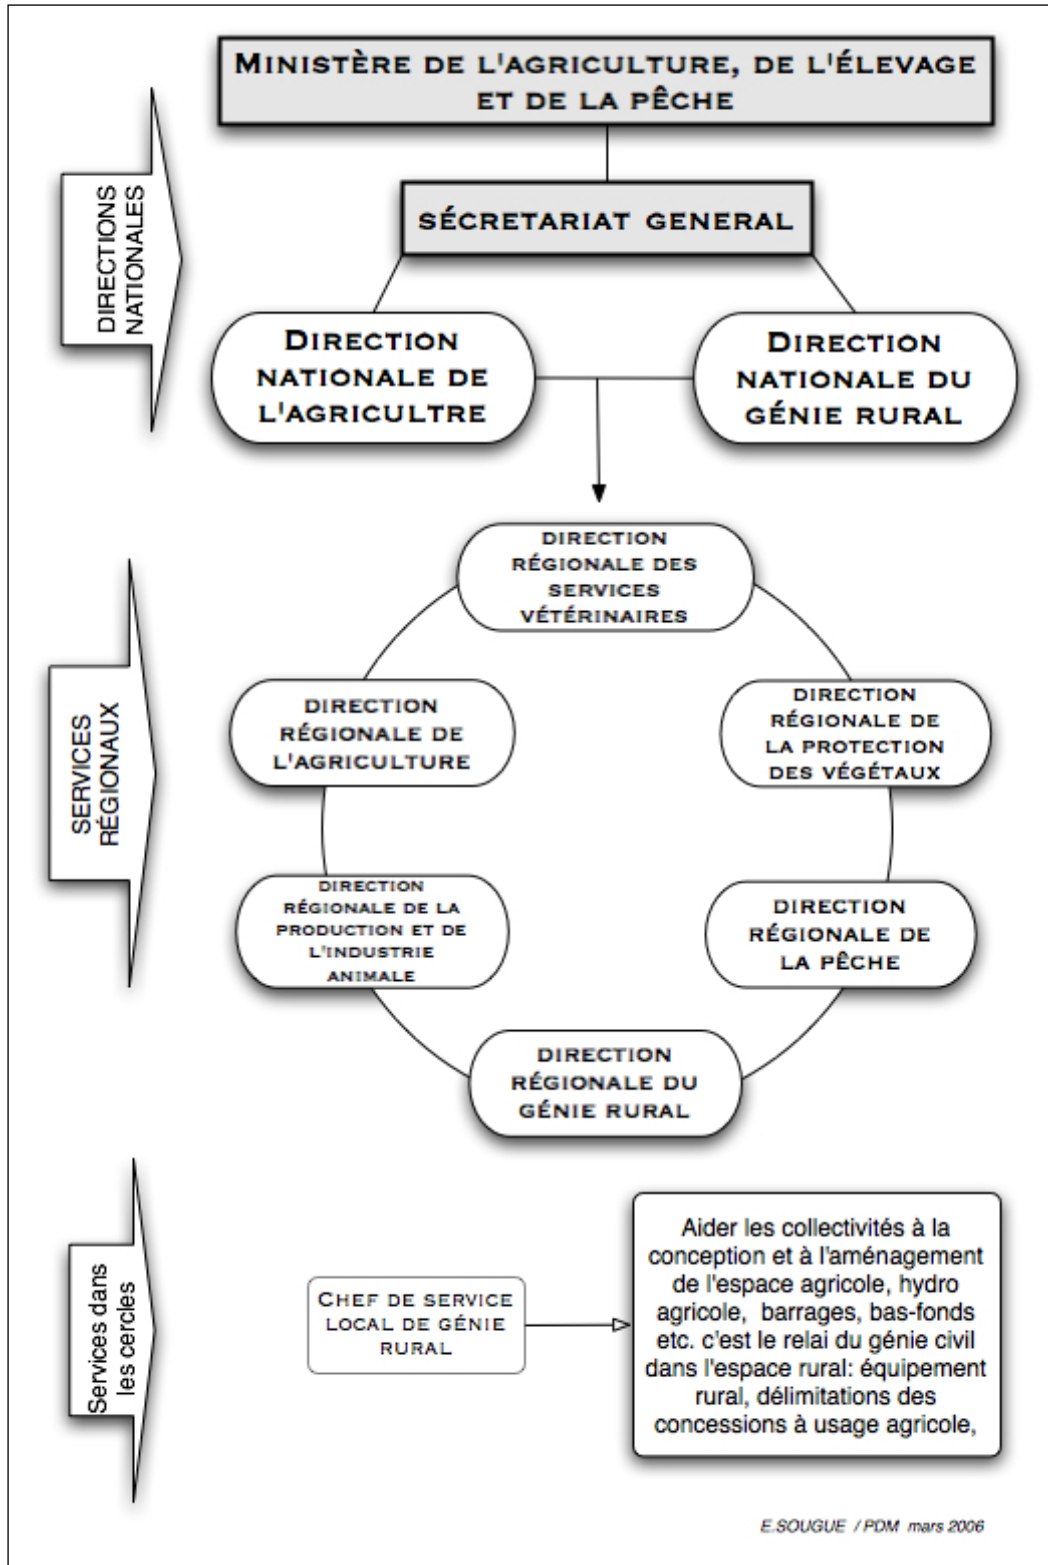 MINISTÈRE DE L'AGRICULTURE, DE L'ÉLEVAGE
ET DE LA PÊCHE
DIRECTIONS
NATIONALES
SÉCRETARIAT GENERAL
DIRECTION
NATIONALE DE
L'AGRICULTRE
DIRECTION
NATIONALE DU
GÉNIE RURAL
SERVICES
RÉGIONAUX
DIRECTION
RÉGIONALE DES
SERVICES
VÉTÉRINAIRES
DIRECTION
RÉGIONALE DE
L'AGRICULTURE
DIRECTION
RÉGIONALE DE
LA PROTECTION
DES VÉGÉTAUX
DIRECTION
RÉGIONALE DE LA
PRODUCTION ET DE
L'INDUSTRIE
ANIMALE
DIRECTION
RÉGIONALE DE
LA PÊCHE
DIRECTION
RÉGIONALE DU
GÉNIE RURAL
Services dans
les cercles
CHEF DE SERVICE
LOCAL DE GÉNIE
RURAL
Aider les collectivités à la
conception et à l'aménagement
de l'espace agricole, hydro
agricole, barrages, bas-fonds
etc. c'est le relai du génie civil
dans l'espace rural: équipement
rural, délimitations des
concessions à usage agricole,
E.SOUGUE / PDM mars 2006